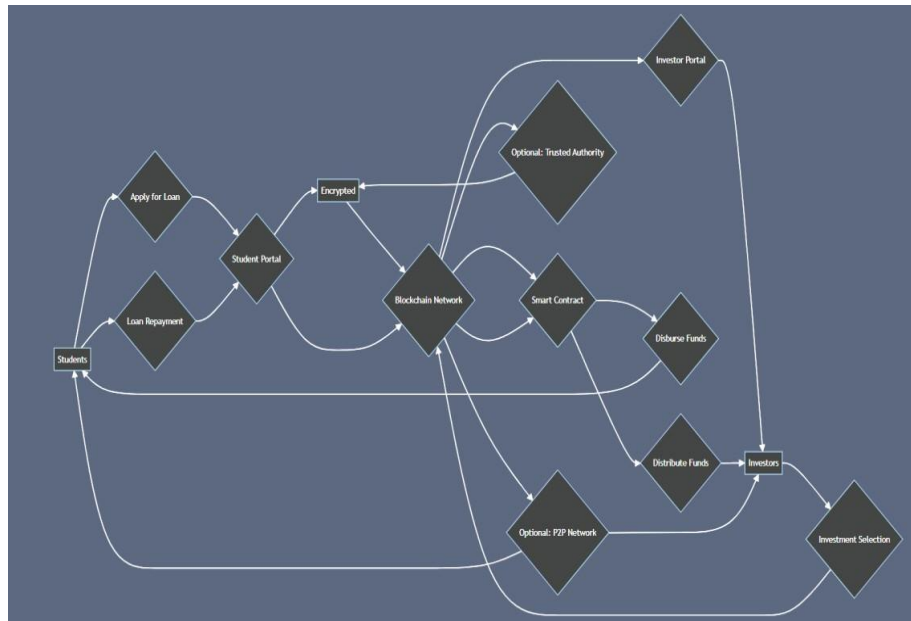 Investor Portal
Optional: Trusted Authority
Apply for Loan
Encrypted
Student Portal
Blockchain Network
Smart Contract
Loan Repayment
Disburse Funds
Students
Distribute Funds
Investors
Optional: P2P Network
Investment Selection